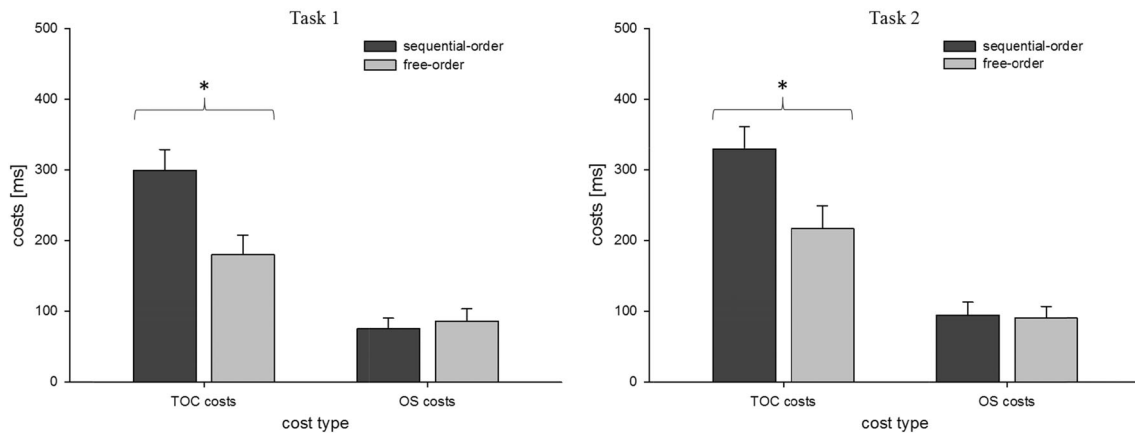 Task 1
500
400
300
200
100
0
costs [ms]
sequential-order
free-order
*
TOC costs
OS costs
cost type
Task 2
500
400
300
200
100
0
costs [ms]
sequential-order
free-order
*
TOC costs
OS costs
cost type